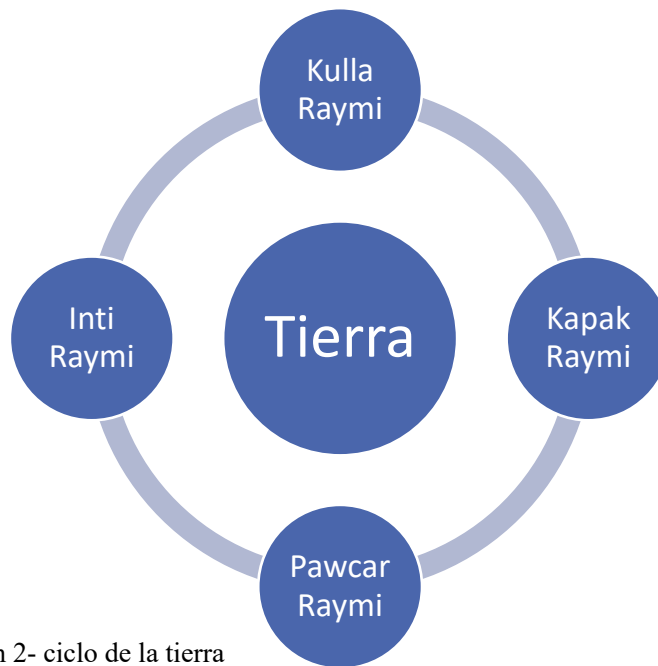 Kulla
Raymi
Inti
Raymi
Tierra
Kapak
Raymi
Pawcar
Raymi
2- ciclo de la tierra